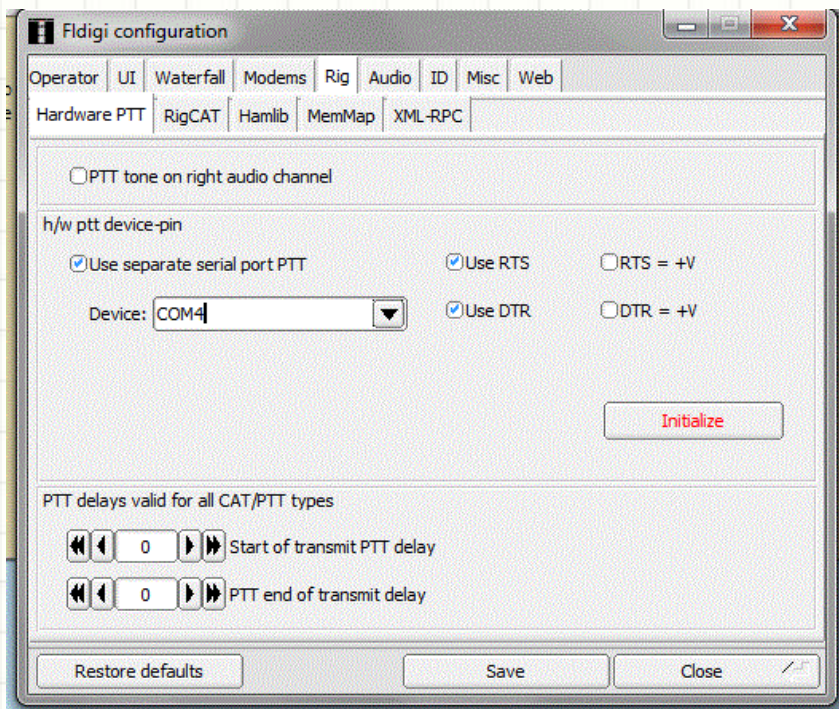 Fldigi configuration
Operator UI Waterfall Modems Rig Audio ID Misc Web
Hardware PTT RigCAT Hamlib MemMap XML-RPC
PTT tone on right audio channel
h/w ptt device-pin
Use separate serial port PTT Use RTS RTS = +V
Device: COM4 Use DTR DTR = +V
Initialize
PTT delays valid for all CAT/PTT types
0 Start of transmit PTT delay
0 PTT end of transmit delay
Restore defaults Save Close